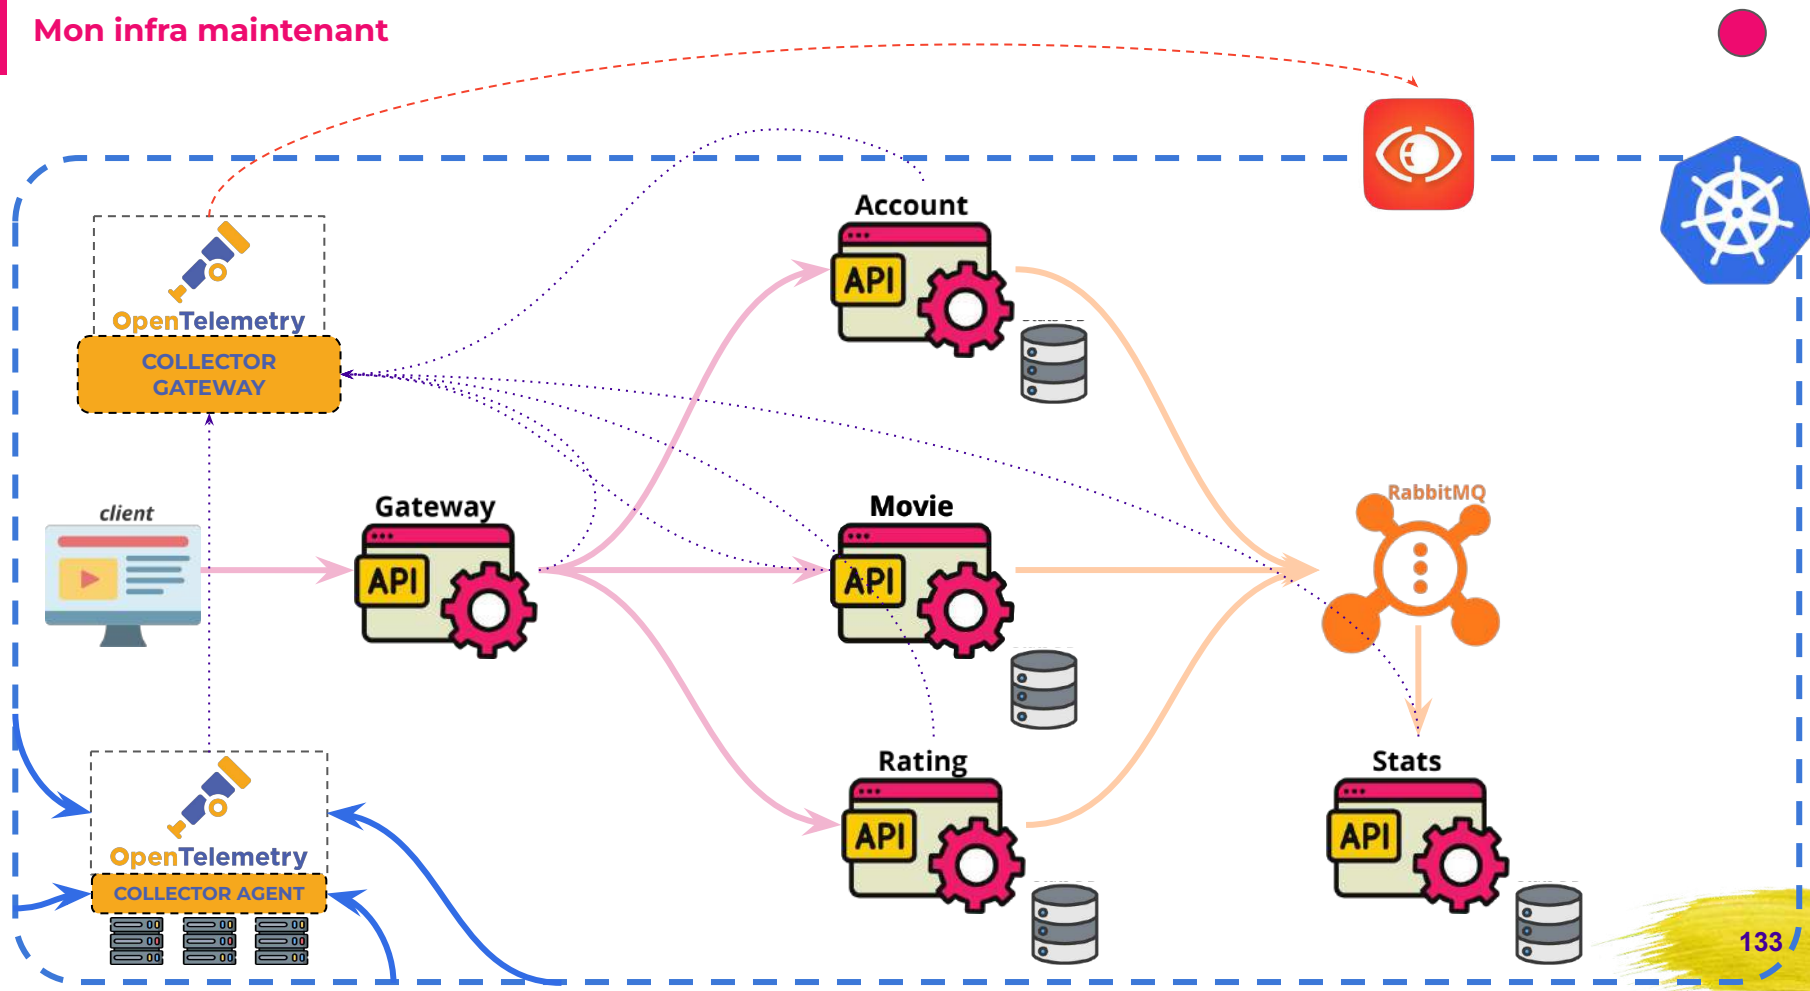 Mon infra maintenant
Account
API
OpenTelemetry
COLLECTOR
GATEWAY
client
Gateway
API
Movie
API
RabbitMQ
Rating
API
Stats
API
OpenTelemetry
COLLECTOR AGENT
133